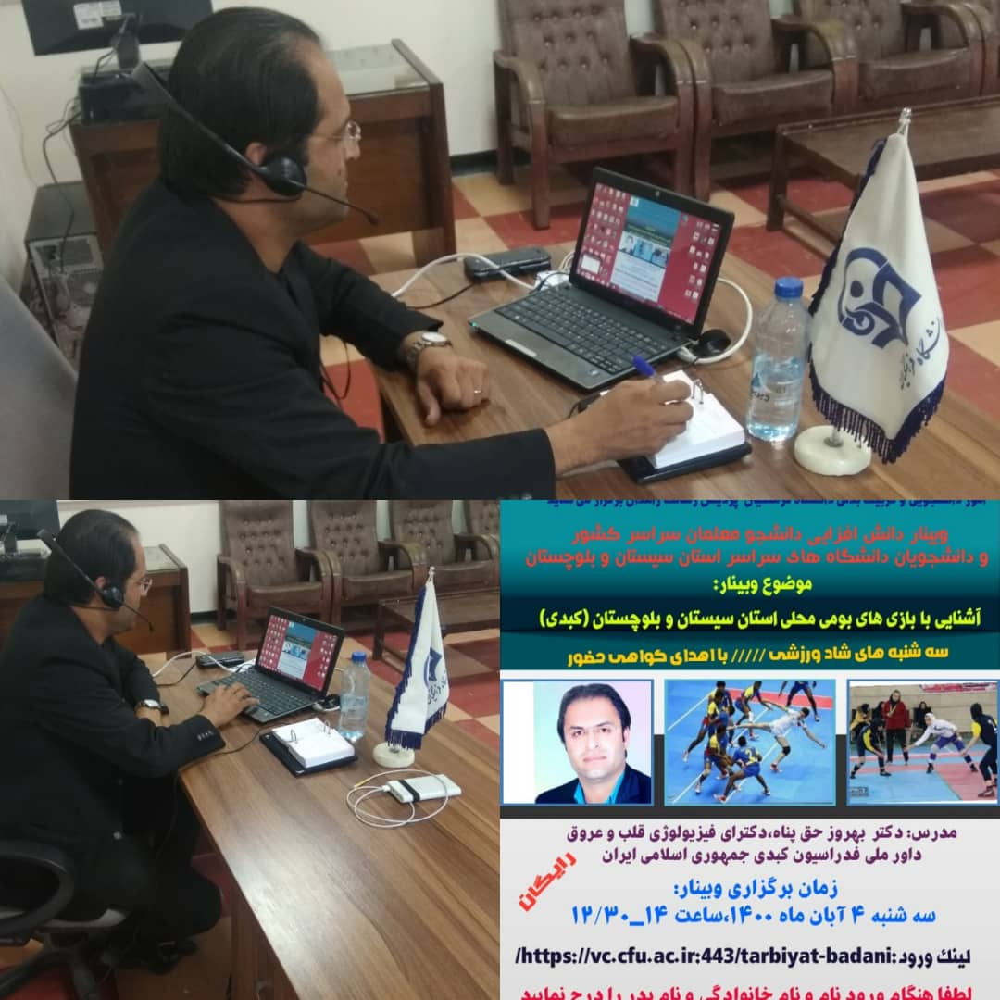 دانشگاه فرهنگیان
وبینار دانش افزایی دانشجو معلمان سراسر کشور
و دانشجویان دانشگاه های سراسر استان سیستان و بلوچستان
موضوع وبینار:
آشنایی با بازی های بومی محلی استان سیستان و بلوچستان (کبدی)
سه شنبه های شاد ورزشی ///// با اهدای گواهی حضور
مدرس: دکتر بهروز حق پناه،دکترای فیزیولوژی قلب و عروق
داور ملی فدراسیون کبدی جمهوری اسلامی ایران
رایگان
زمان برگزاری وبینار:
سه شنبه ۴ آبان ماه ۱۴۰۰،ساعت ۱۴_۱۲/۳۰
لینک ورود:https://vc.cfu.ac.ir:443/tarbiyat-badani/
لطفا هنگام ورود نام و نام خانوادگی و نام پدر را درج نمایید